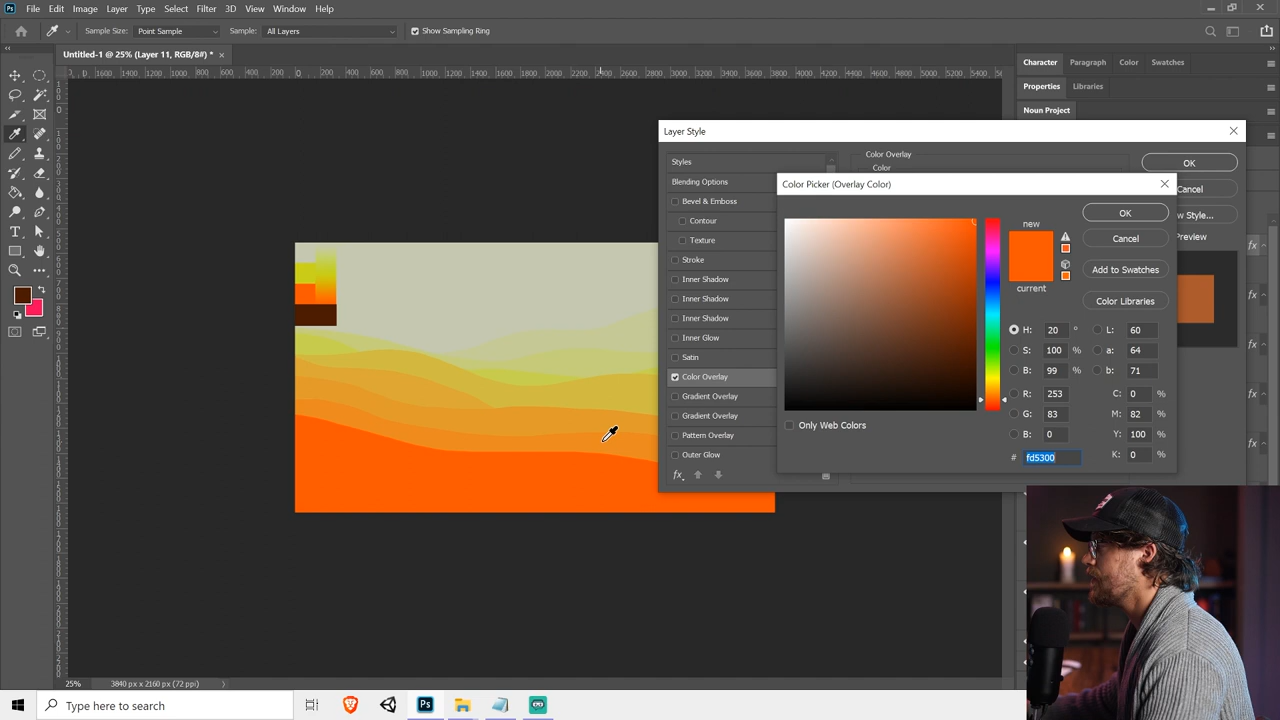 Ps File Edit Image Layer Type Select Filter 3D View Window Help
Sample Size: Point Sample Sample: All Layers Show Sampling Ring
Untitled-1 @ 25% (Layer 11, RGB/8#) *
Character Paragraph Color Swatches
Properties Libraries
Noun Project
Layer Style
Styles
Blending Options
Bevel & Emboss
Contour
Texture
Stroke
Inner Shadow
Inner Shadow
Inner Shadow
Inner Glow
Satin
Color Overlay
Gradient Overlay
Gradient Overlay
Pattern Overlay
Outer Glow
fx
Color Overlay
Color
OK
Cancel
w Style...
Preview
Color Picker (Overlay Color)
new
current
OK
Cancel
Add to Swatches
Color Libraries
H: 20 ° L: 60
S: 100 % a: 64
B: 99 % b: 71
R: 253 C: 0 %
G: 83 M: 82 %
B: 0 Y: 100 %
# fd5300 K: 0 %
Only Web Colors
25% 3840 px x 2160 px (72 ppi)
Type here to search
Ps